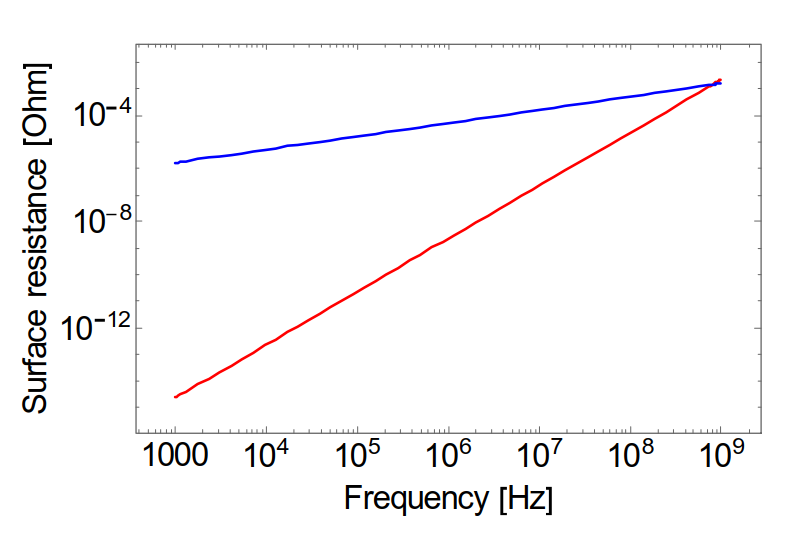 Surface resistance [Ohm]
10⁻⁴
10⁻⁸
10⁻¹²
1000 10⁴ 10⁵ 10⁶ 10⁷ 10⁸ 10⁹
Frequency [Hz]